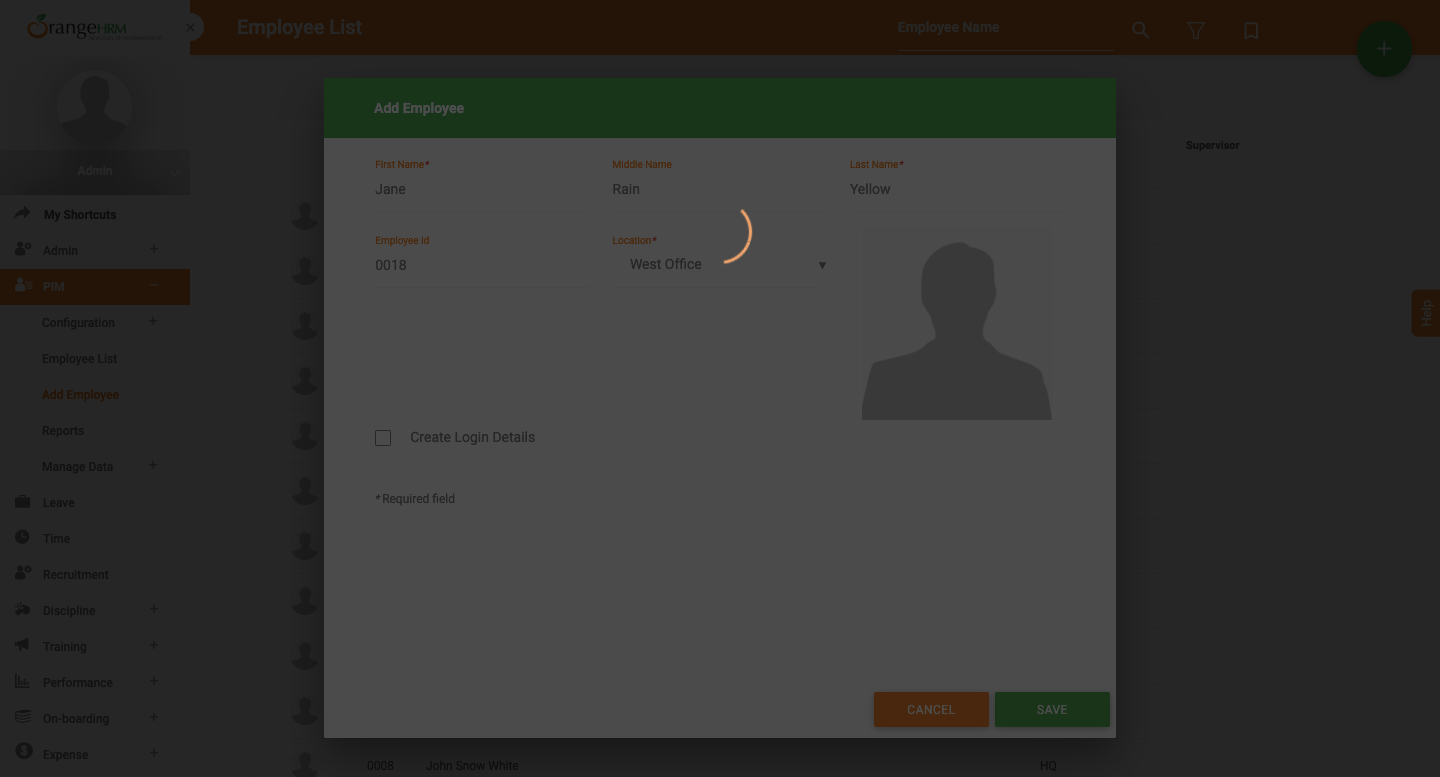 OrangeHRM
Employee List
Employee Name
Admin
My Shortcuts
Admin
PIM
Configuration
Employee List
Add Employee
Reports
Manage Data
Leave
Time
Recruitment
Discipline
Training
Performance
On-boarding
Expense
Supervisor
Add Employee
First Name*
Middle Name
Last Name*
Jane
Rain
Yellow
Employee Id
Location*
0018
West Office
Create Login Details
* Required field
CANCEL
SAVE
Help
0008 John Snow White HQ